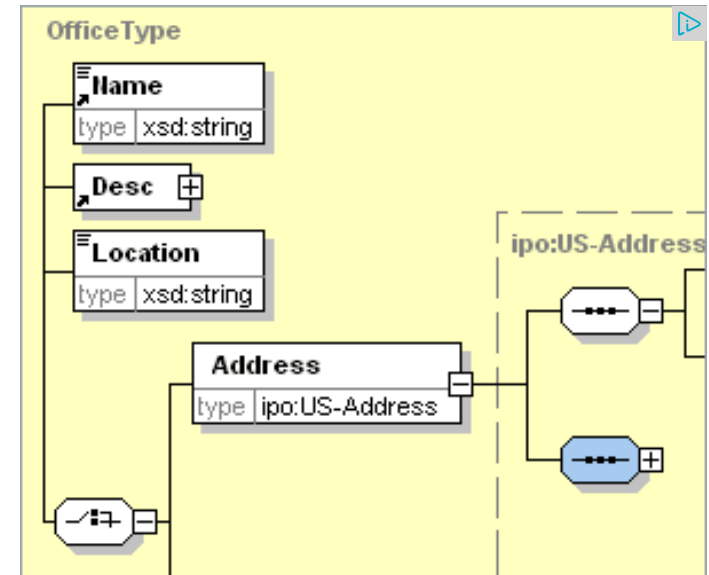 OfficeType
Name
type xsd:string
Desc
Location
type xsd:string
ipo:US-Address
Address
type ipo:US-Address